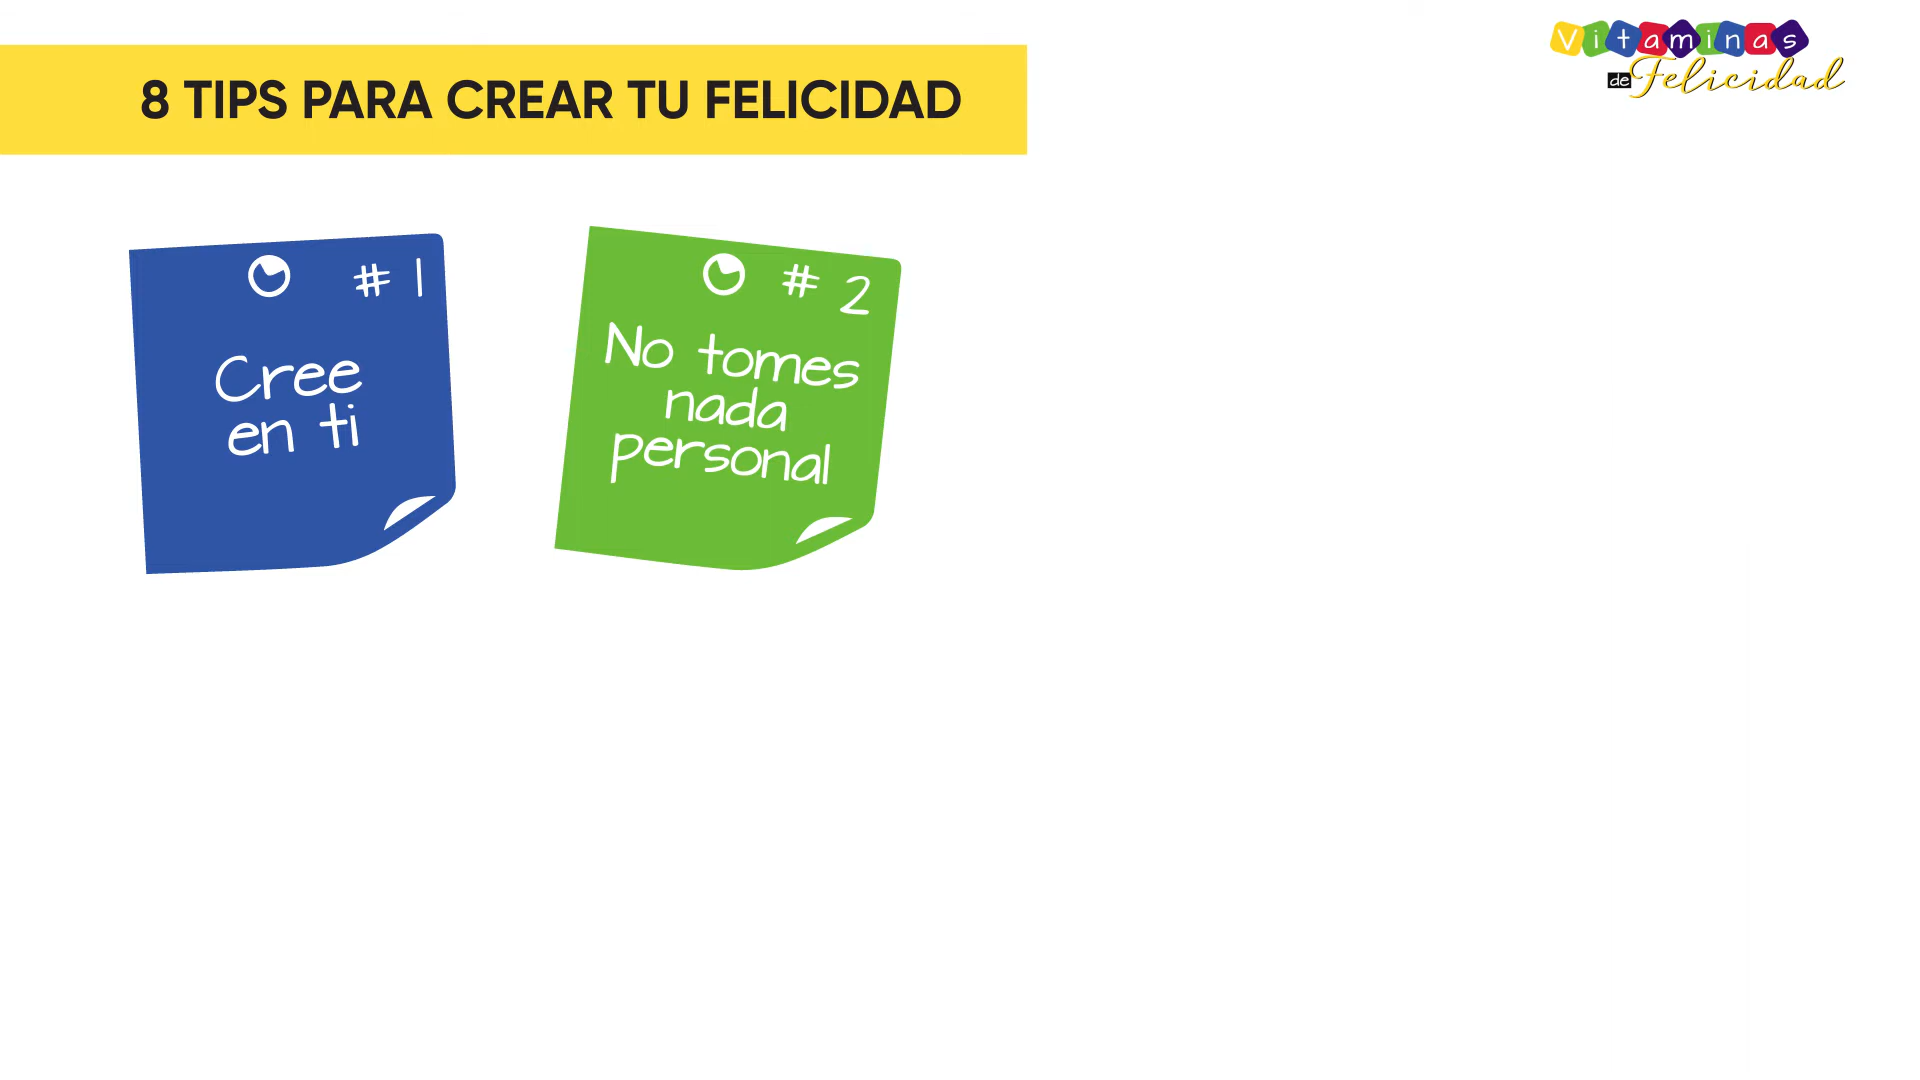 8 TIPS PARA CREAR TU FELICIDAD
Vitaminas
de Felicidad
# 1
Cree
en ti
# 2
No tomes
nada
personal